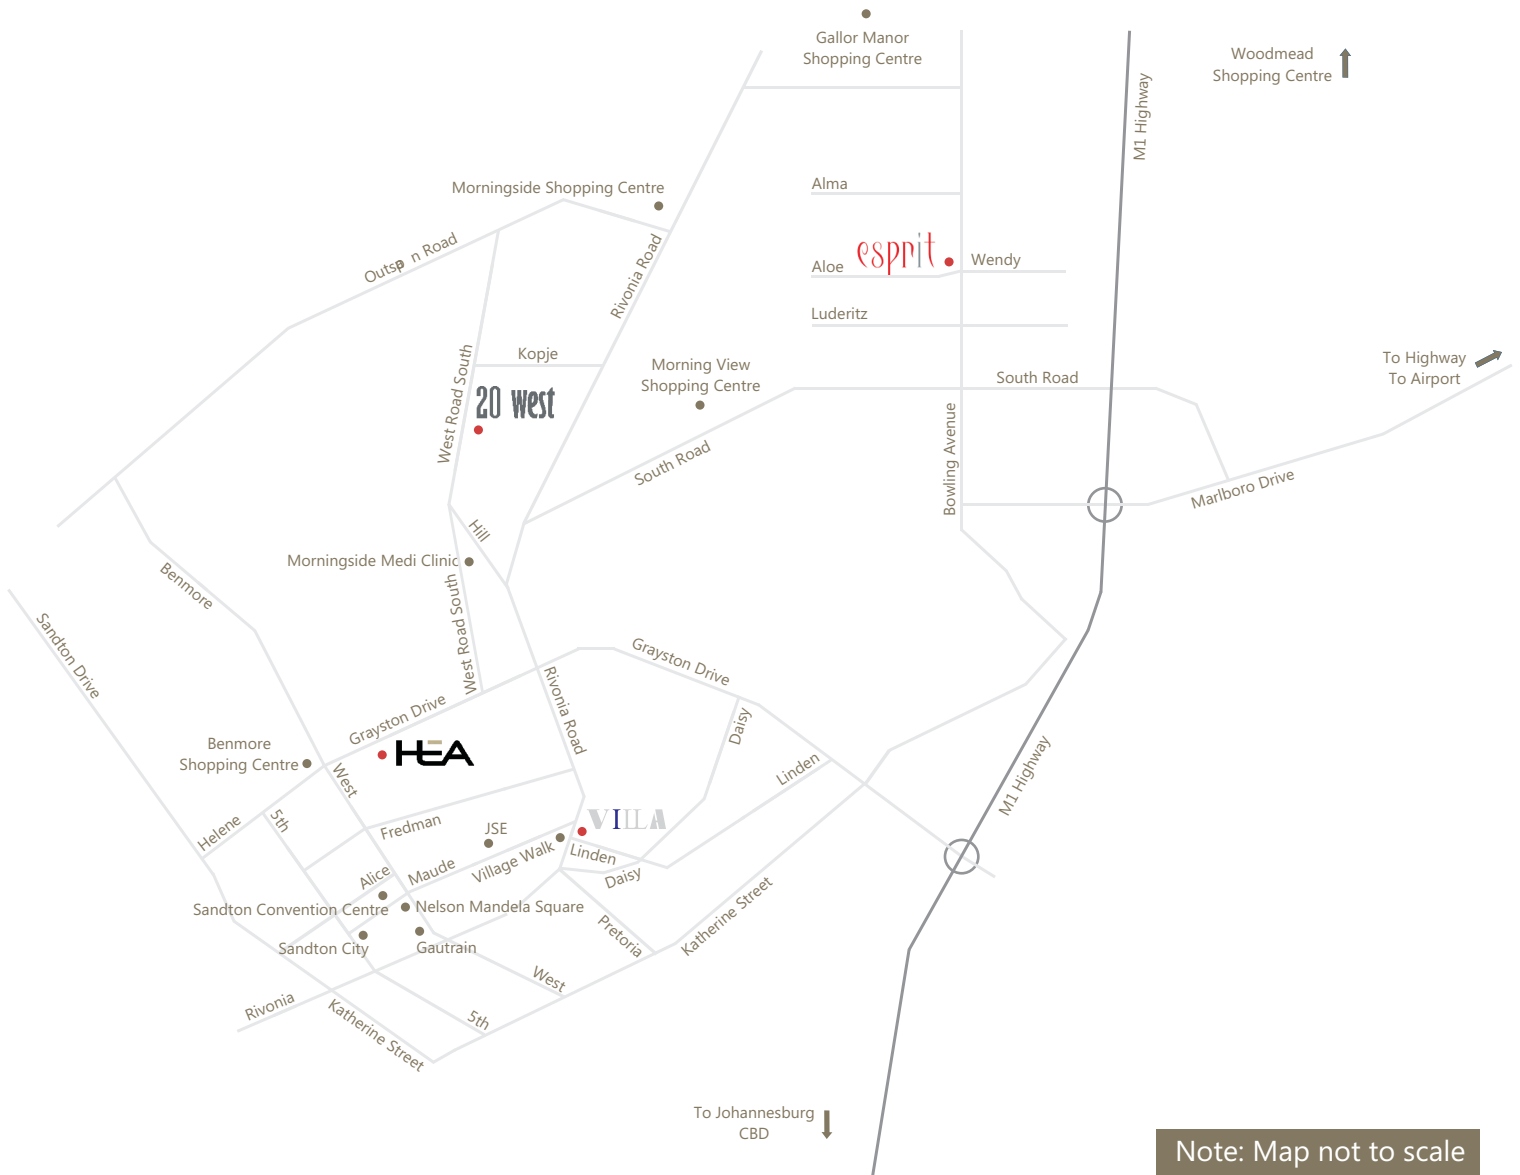 Gallor Manor
Shopping Centre
Woodmead
Shopping Centre
M1 Highway
Morningside Shopping Centre
Alma
Outspan Road
Rivonia Road
esprit
Aloe
Wendy
Luderitz
Kopje
West Road South
20 West
Morning View
Shopping Centre
South Road
To Highway
To Airport
South Road
Bowling Avenue
Marlboro Drive
Hill
Morningside Medi Clinic
Benmore
West Road South
Sandton Drive
Grayston Drive
Rivonia Road
Grayston Drive
Daisy
HEA
Benmore
Shopping Centre
West
Linden
M1 Highway
Helene
5th
Fredman
JSE
VILLA
Village Walk
Linden
Maude
Alice
Daisy
Sandton Convention Centre
Nelson Mandela Square
Katherine Street
Sandton City
Gautrain
Pretoria
West
Rivonia
Katherine Street
5th
To Johannesburg
CBD
Note: Map not to scale